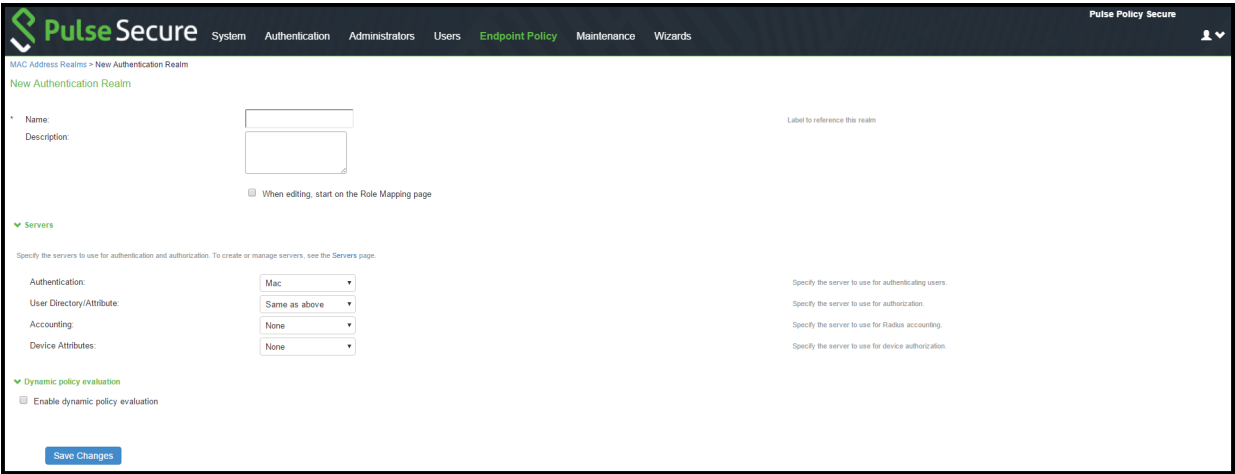 Pulse Policy Secure
Pulse Secure System Authentication Administrators Users Endpoint Policy Maintenance Wizards
MAC Address Realms > New Authentication Realm
New Authentication Realm
* Name: Label to reference this realm
Description:
When editing, start on the Role Mapping page
Servers
Specify the servers to use for authentication and authorization. To create or manage servers, see the Servers page.
Authentication: Mac Specify the server to use for authenticating users.
User Directory/Attribute: Same as above Specify the server to use for authorization.
Accounting: None Specify the server to use for Radius accounting.
Device Attributes: None Specify the server to use for device authorization.
Dynamic policy evaluation
Enable dynamic policy evaluation
Save Changes